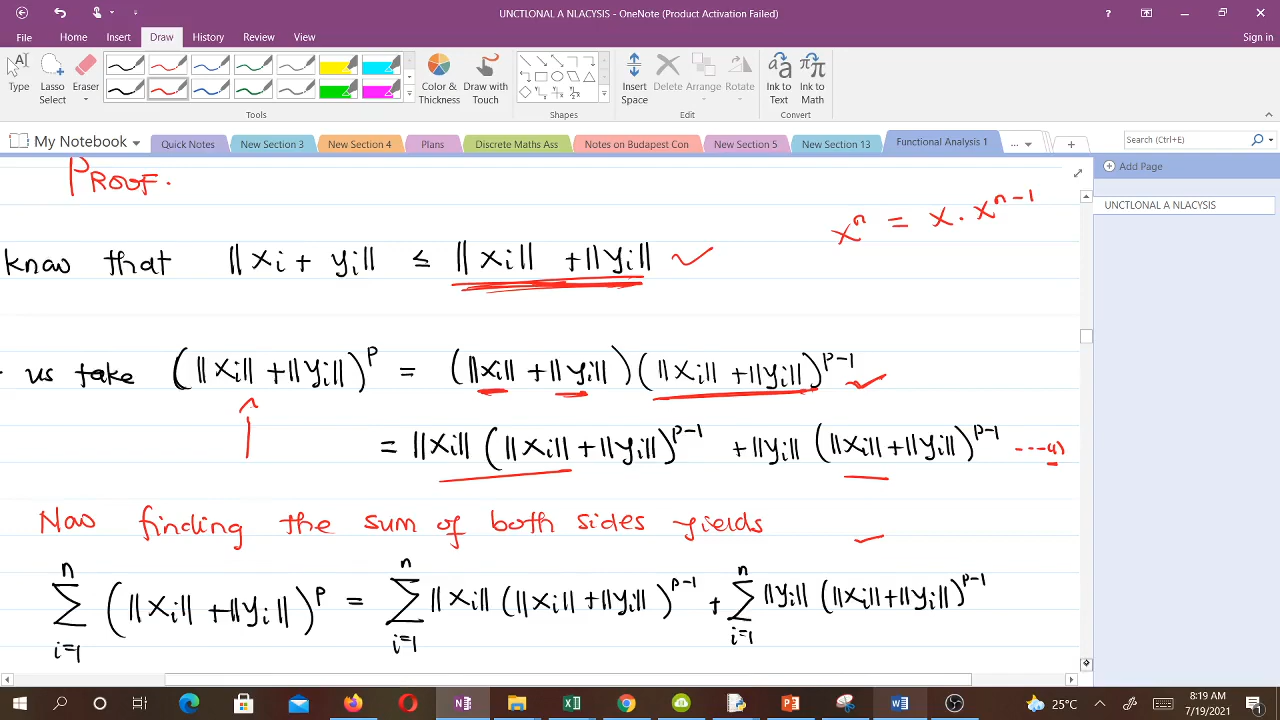 UNCTLONAL A NLACYSIS - OneNote (Product Activation Failed)
File Home Insert Draw History Review View
Sign in
Type Lasso Select Eraser Color & Thickness Draw with Touch Insert Space Delete Arrange Rotate Ink to Text Ink to Math
Tools Shapes Edit Convert
My Notebook Quick Notes New Section 3 New Section 4 Plans Discrete Maths Ass Notes on Budapest Con New Section 5 New Section 13 Functional Analysis 1 ... Search (Ctrl+E)
Add Page
UNCTLONAL A NLACYSIS
PROOF.
xⁿ = x · xⁿ⁻¹
know that ||xᵢ + yᵢ|| ≤ ||xᵢ|| + ||yᵢ|| ✓
us take (||xᵢ|| + ||yᵢ||)ᵖ = (||xᵢ|| + ||yᵢ||)(||xᵢ|| + ||yᵢ||)ᵖ⁻¹ ✓
= ||xᵢ|| (||xᵢ|| + ||yᵢ||)ᵖ⁻¹ + ||yᵢ|| (||xᵢ|| + ||yᵢ||)ᵖ⁻¹
Now finding the sum of both sides yields
∑ᵢ₌₁ⁿ (||xᵢ|| + ||yᵢ||)ᵖ = ∑ᵢ₌₁ⁿ ||xᵢ|| (||xᵢ|| + ||yᵢ||)ᵖ⁻¹ + ∑ᵢ₌₁ⁿ ||yᵢ|| (||xᵢ|| + ||yᵢ||)ᵖ⁻¹
25°C
8:19 AM
7/19/2021